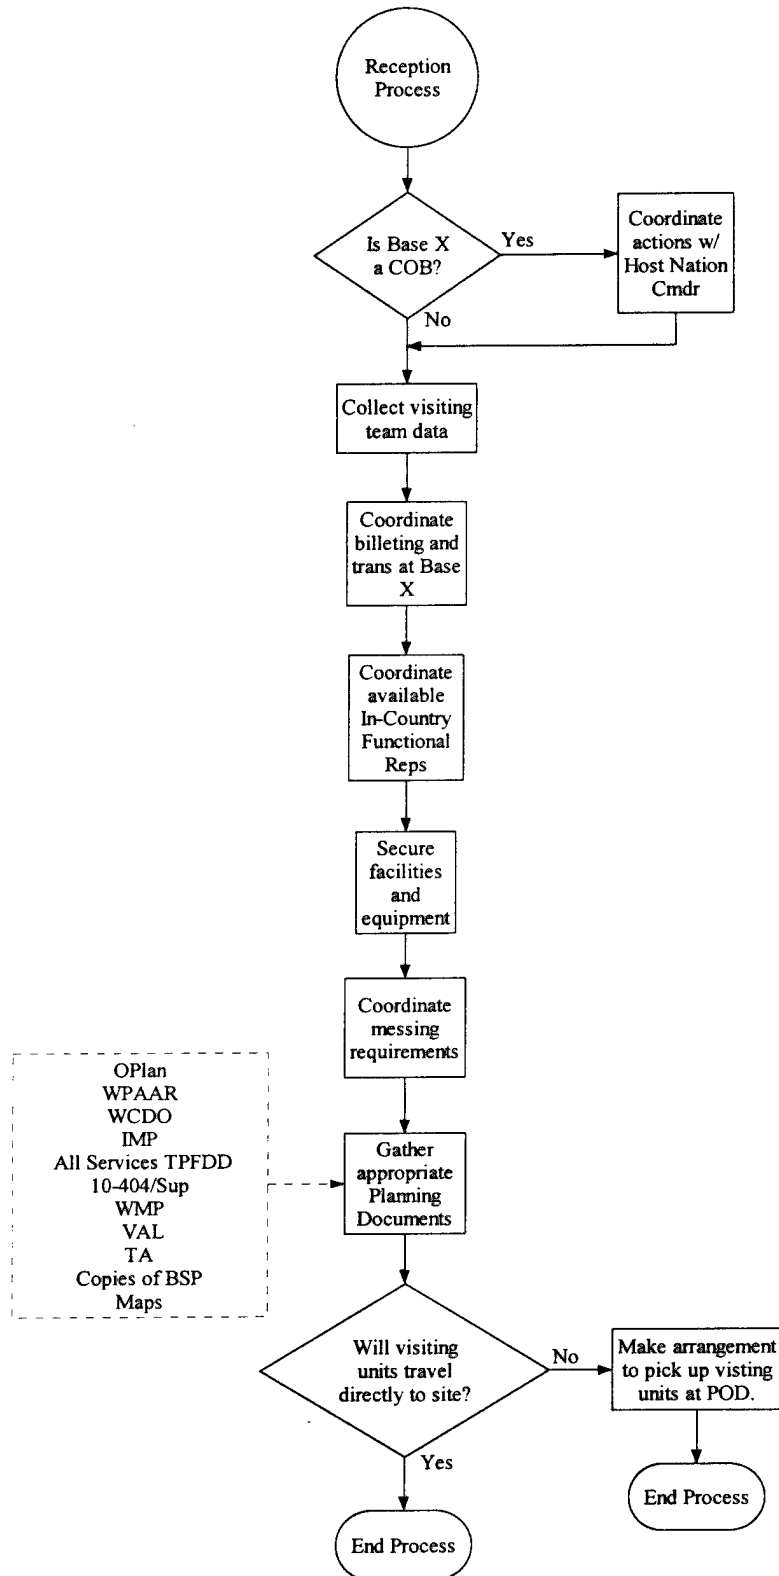 Reception
Process
Is Base X
a COB?
Yes
Coordinate
actions w/
Host Nation
Cmdr
No
Collect visiting
team data
Coordinate
billeting and
trans at Base
X
Coordinate
available
In-Country
Functional
Reps
Secure
facilities
and
equipment
Coordinate
messing
requirements
OPlan
WPAAR
WCDO
IMP
All Services TPFDD
10-404/Sup
WMP
VAL
TA
Copies of BSP
Maps
Gather
appropriate
Planning
Documents
Will visiting
units travel
directly to site?
No
Make arrangement
to pick up visting
units at POD.
Yes
End Process
End Process